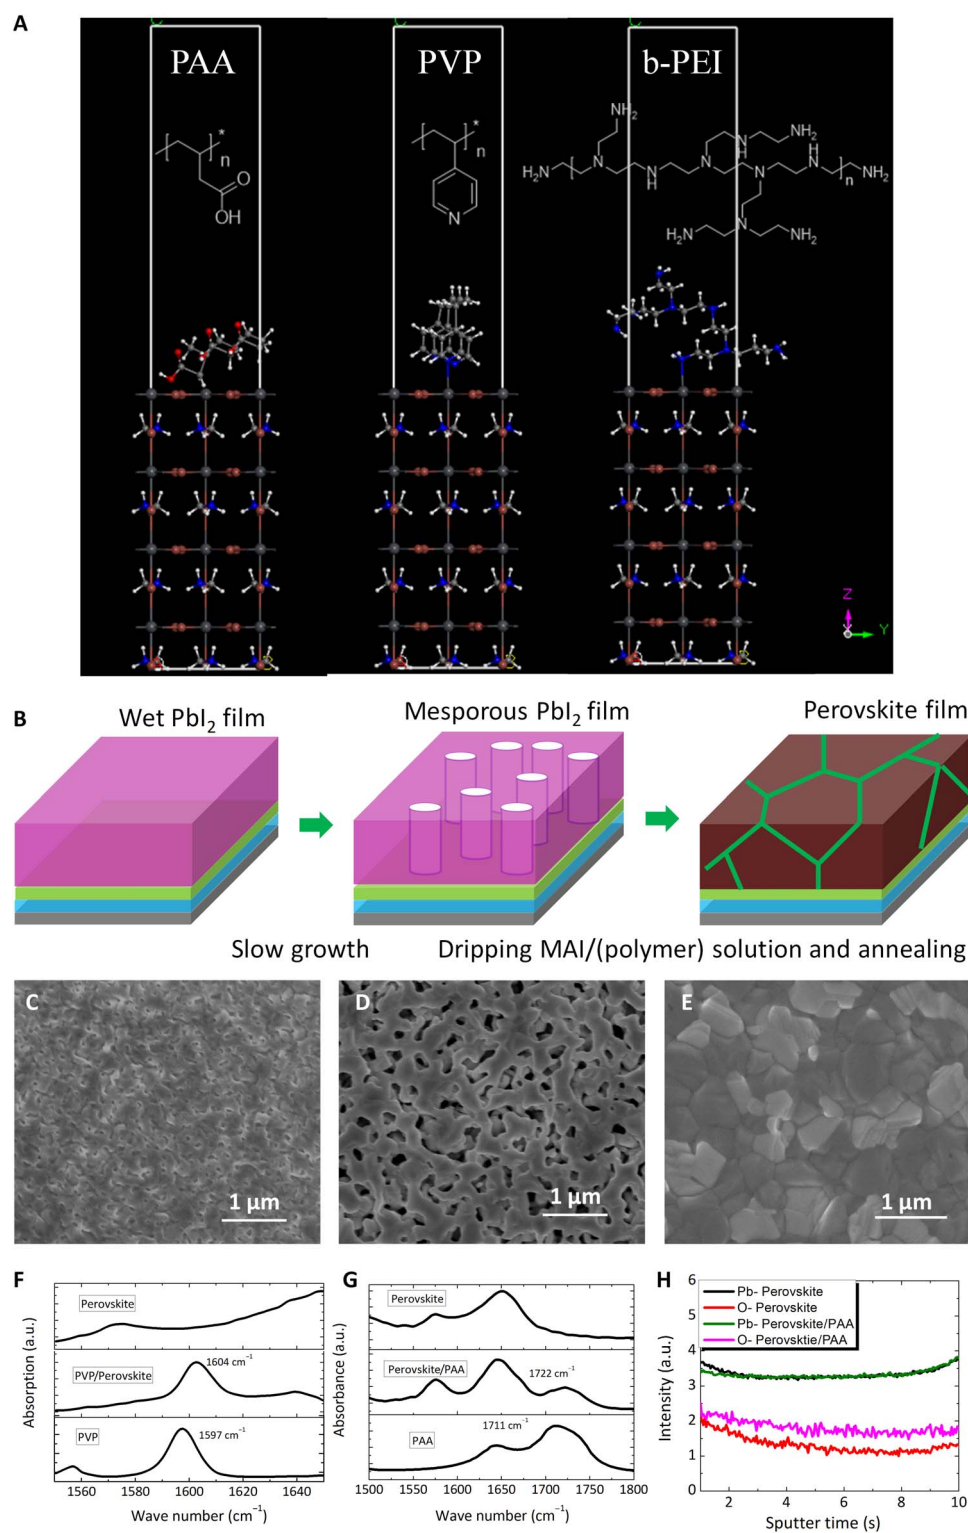 A
C
PAA
PVP
b-PEI
*
n
O
OH
*
n
N
NH2
H2N
N
N
H
N
H
NH2
N
H
N
n
NH2
H2N
N
NH2
Z
Y
B
Wet PbI2 film
Mesporous PbI2 film
Perovskite film
Slow growth
Dripping MAI/(polymer) solution and annealing
C
1 µm
D
1 µm
E
1 µm
F
Perovskite
PVP/Perovskite
1604 cm−1
PVP
1597 cm−1
Absorption (a.u.)
1560 1580 1600 1620 1640
Wave number (cm−1)
G
Perovskite
Perovskite/PAA
1722 cm−1
PAA
1711 cm−1
Absorbance (a.u.)
1500 1550 1600 1650 1700 1750 1800
Wave number (cm−1)
H
Pb- Perovskite
O- Perovskite
Pb- Perovskite/PAA
O- Perovsktie/PAA
Intensity (a.u.)
6
5
4
3
2
1
0
2 4 6 8 10
Sputter time (s)